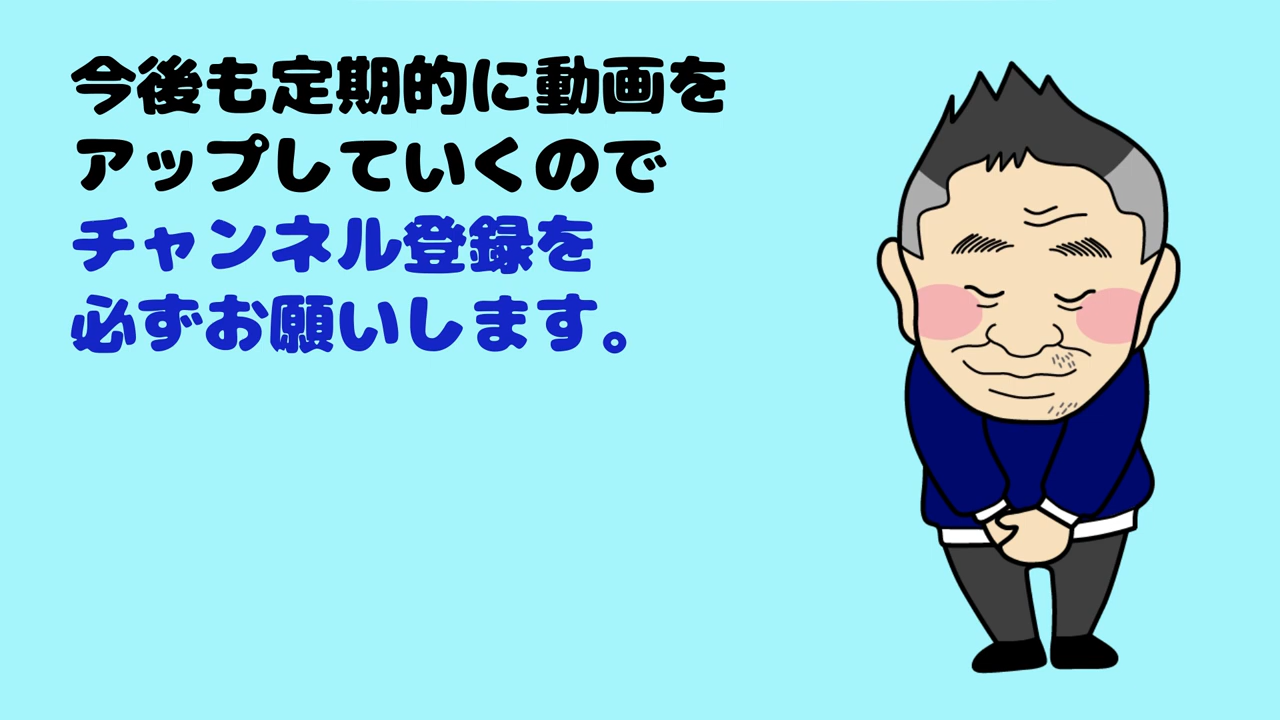 今後も定期的に動画を
アップしていくので
チャンネル登録を
必ずお願いします。